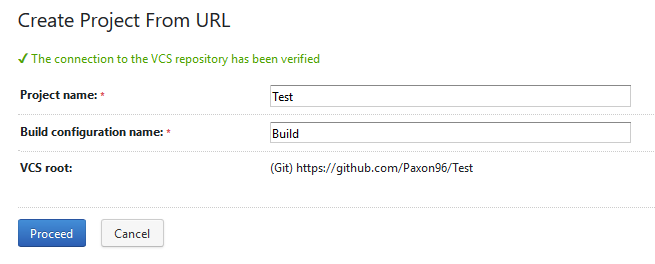 Create Project From URL
✔ The connection to the VCS repository has been verified
Project name: * Test
Build configuration name: * Build
VCS root: (Git) https://github.com/Paxon96/Test
Proceed Cancel